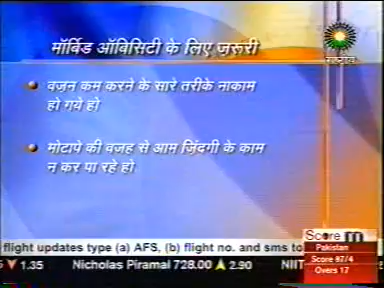 मॉर्बिड ऑबिसिटी के लिए ज़रूरी
राष्ट्रीय
वज़न कम करने के सारे तरीके नाकाम
हो गये हो
मोटापे की वजह से आम ज़िंदगी के काम
न कर पा रहे हो
Score
flight updates type (a) AFS, (b) flight no. and sms to
Pakistan
Score 97/4
Overs 17
5 ▼ 1.35 Nicholas Piramal 728.00 ▲ 2.90 NIIT